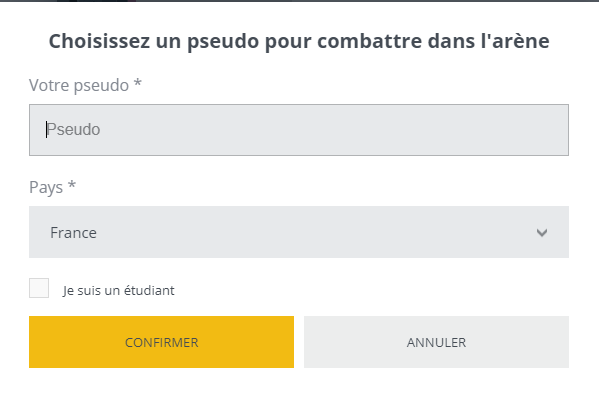 Choisissez un pseudo pour combattre dans l'arène
Votre pseudo *
Pseudo
Pays *
France
Je suis un étudiant
CONFIRMER
ANNULER